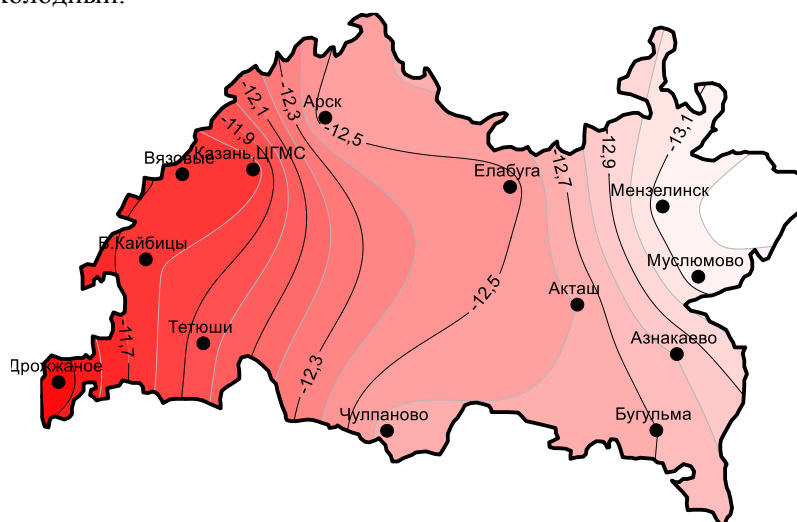 холодный.
-12,1
-12,3
Арск
-11,9
-12,5
-13,1
Вязовые
Казань,ЦГМС
Елабуга
-12,7
-12,9
Мензелинск
В.Кайбицы
Муслюмово
-12,5
Акташ
Тетюши
-11,7
Азнакаево
Дрожжаное
-12,3
Чулпаново
Бугульма